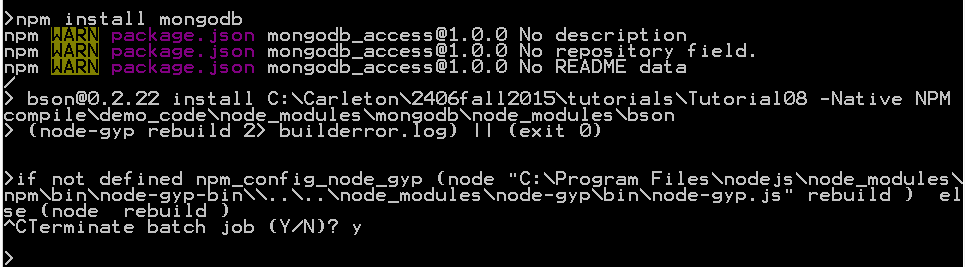 >npm install mongodb
npm WARN package.json mongodb_access@1.0.0 No description
npm WARN package.json mongodb_access@1.0.0 No repository field.
npm WARN package.json mongodb_access@1.0.0 No README data
/
> bson@0.2.22 install C:\Carleton\2406fall2015\tutorials\Tutorial08 -Native NPM
compile\demo_code\node_modules\mongodb\node_modules\bson
> (node-gyp rebuild 2> builderror.log) || (exit 0)
>if not defined npm_config_node_gyp (node "C:\Program Files\nodejs\node_modules\
npm\bin\node-gyp-bin\\..\..\node_modules\node-gyp\bin\node-gyp.js" rebuild )  el
se (node  rebuild )
^CTerminate batch job (Y/N)? y
>